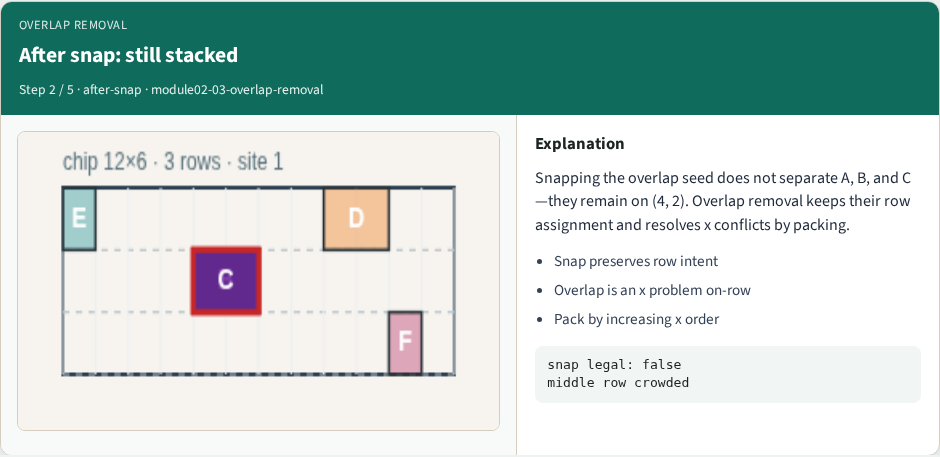 OVERLAP REMOVAL
After snap: still stacked
Step 2 / 5 · after-snap · module02-03-overlap-removal
chip 12×6 · 3 rows · site 1
E
D
C
F
Explanation
Snapping the overlap seed does not separate A, B, and C
—they remain on (4, 2). Overlap removal keeps their row
assignment and resolves x conflicts by packing.
• Snap preserves row intent
• Overlap is an x problem on-row
• Pack by increasing x order
snap legal: false
middle row crowded